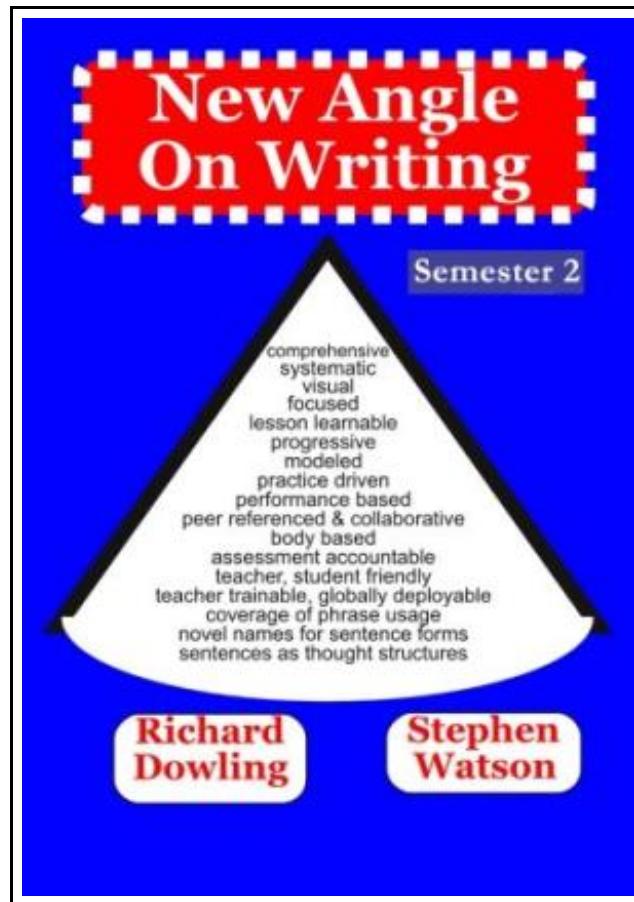 New Angle
On Writing
Semester 2
comprehensive
systematic
visual
focused
lesson learnable
progressive
modeled
practice driven
performance based
peer referenced & collaborative
body based
assessment accountable
teacher, student friendly
teacher trainable, globally deployable
coverage of phrase usage
novel names for sentence forms
sentences as thought structures
Richard
Dowling
Stephen
Watson